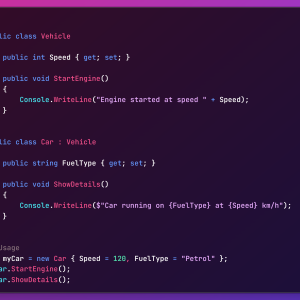 lic class Vehicle
public int Speed { get; set; }
public void StartEngine()
{
Console.WriteLine("Engine started at speed " + Speed);
}
lic class Car : Vehicle
public string FuelType { get; set; }
public void ShowDetails()
{
Console.WriteLine($"Car running on {FuelType} at {Speed} km/h");
}
Usage
myCar = new Car { Speed = 120, FuelType = "Petrol" };
ar.StartEngine();
ar.ShowDetails();